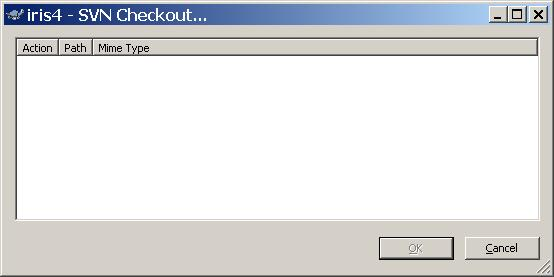 iris4 - SVN Checkout...
Action Path Mime Type
OK Cancel